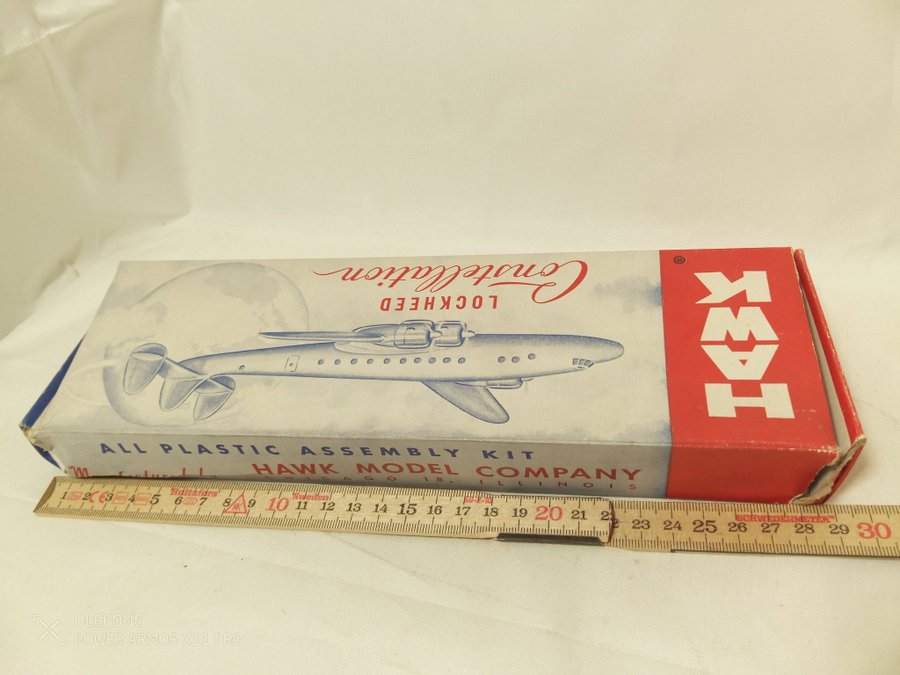 HAWK
®
LOCKHEED
Constellation
ALL PLASTIC ASSEMBLY KIT
HAWK MODEL COMPANY
18, ILLINOIS
1 2 3 4 5 6 7 8 9 10 11 12 13 14 15 16 17 18 19 20 21 23 24 25 26 27 28 29 30
Hultafors
Sweden
ULEFONE
POWER ARMOR X11 PRO